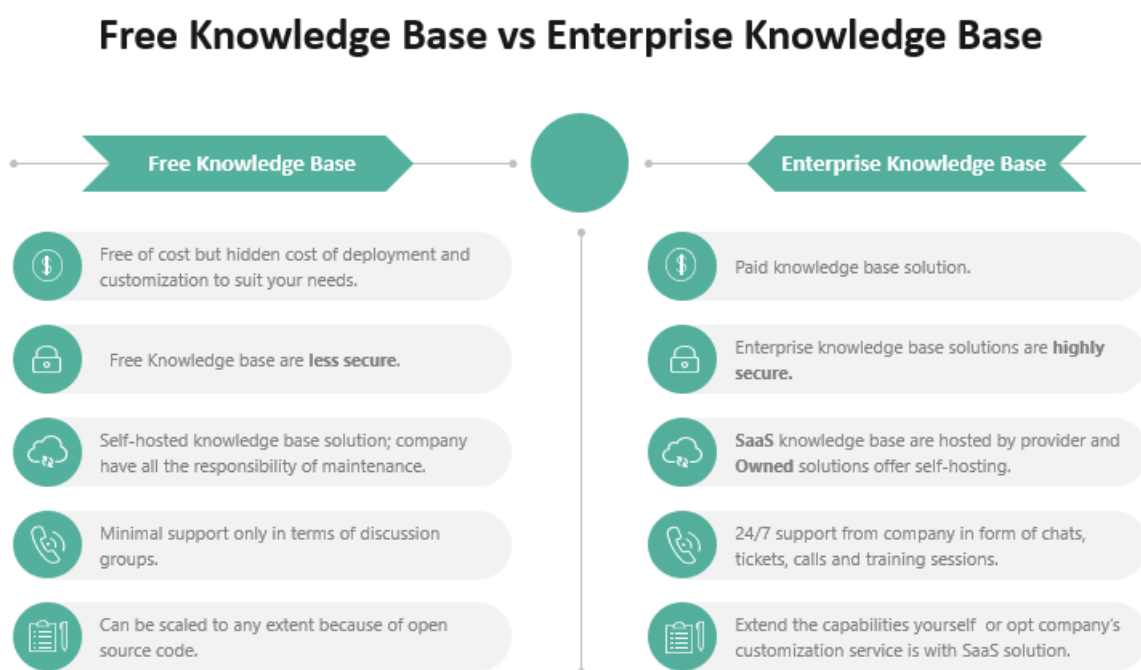 Free Knowledge Base vs Enterprise Knowledge Base
Free Knowledge Base
Free of cost but hidden cost of deployment and
customization to suit your needs.
Free Knowledge base are less secure.
Self-hosted knowledge base solution; company
have all the responsibility of maintenance.
Minimal support only in terms of discussion
groups.
Can be scaled to any extent because of open
source code.
Enterprise Knowledge Base
Paid knowledge base solution.
Enterprise knowledge base solutions are highly
secure.
SaaS knowledge base are hosted by provider and
Owned solutions offer self-hosting.
24/7 support from company in form of chats,
tickets, calls and training sessions.
Extend the capabilities yourself or opt company's
customization service is with SaaS solution.